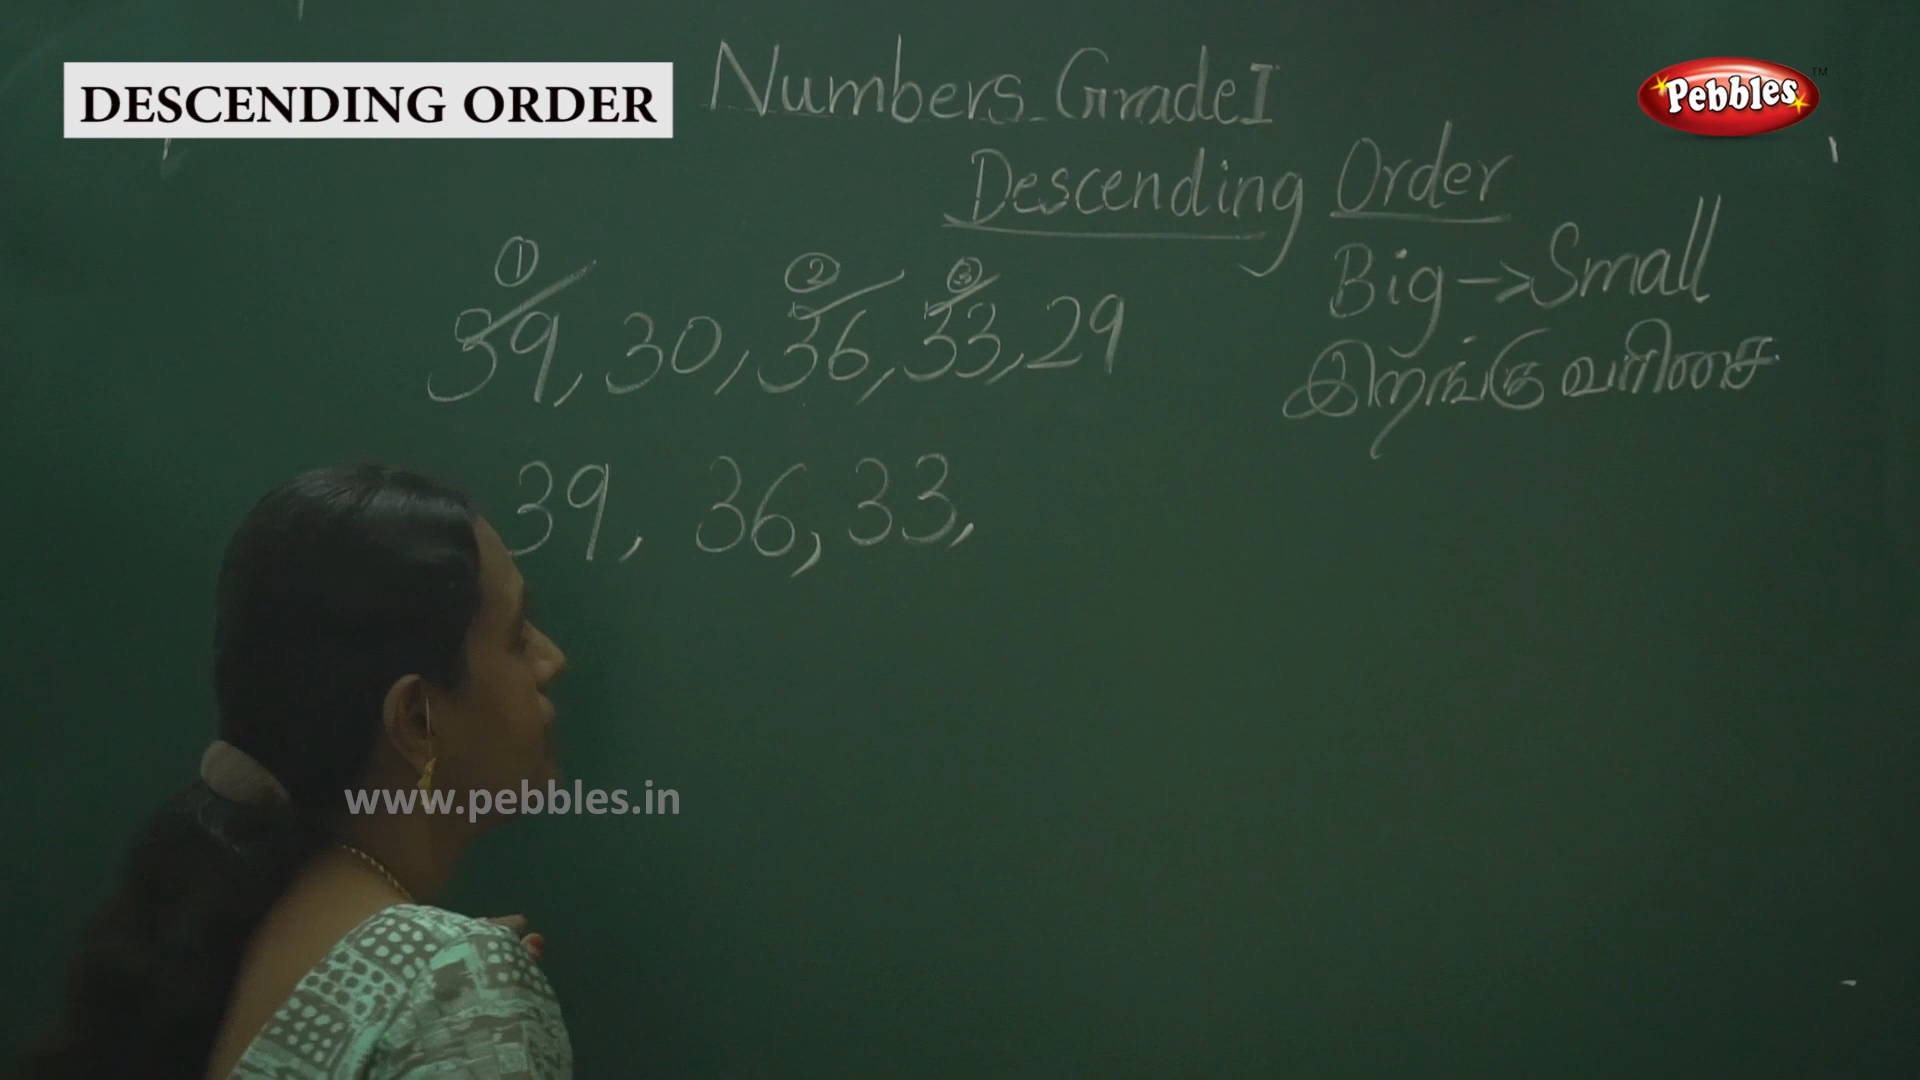 DESCENDING ORDER
Numbers Grade I
Pebbles™
Descending Order
Big → Small
இறங்கு வரிசை
① ② ③
39, 30, 36, 33, 29
39, 36, 33,
www.pebbles.in